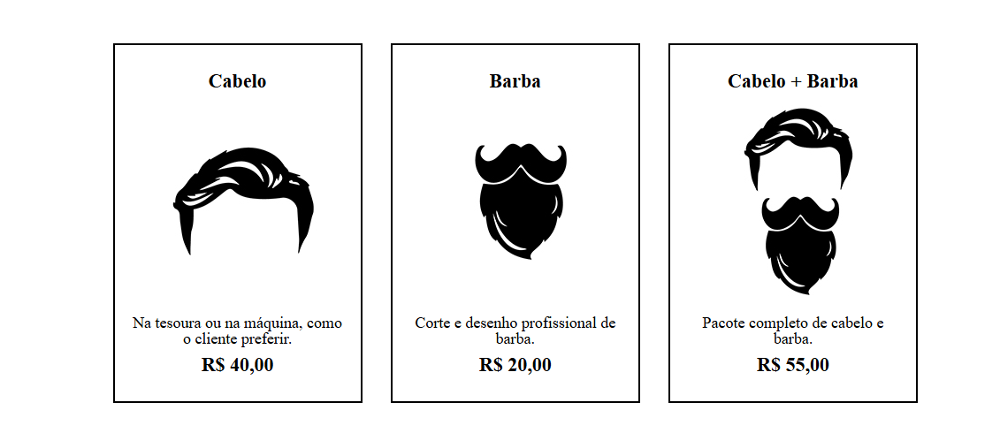 Cabelo
Na tesoura ou na máquina, como
o cliente preferir.
R$ 40,00
Barba
Corte e desenho profissional de
barba.
R$ 20,00
Cabelo + Barba
Pacote completo de cabelo e
barba.
R$ 55,00